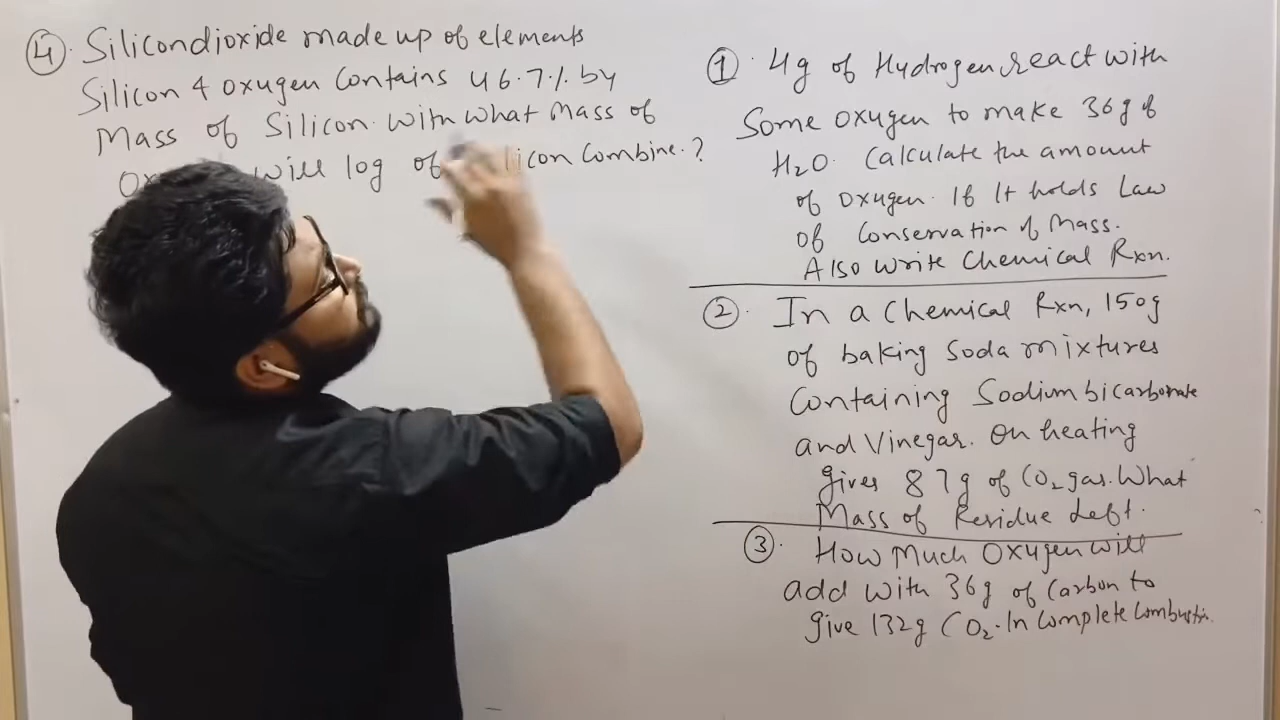 ④. Silicondioxide made up of elements
Silicon & oxygen Contains 46.7% by
Mass of Silicon. With what Mass of
will 10g of Combine.?
①. 4g of Hydrogen react with
Some oxygen to make 36g of
H₂O. Calculate the amount
of oxygen. If It holds Law
of Conservation of Mass.
Also write Chemical Rxn.
②. In a Chemical Rxn, 150g
of baking Soda mixtures
Containing Sodium bicarbonate
and Vinegar. On heating
gives 87g of CO₂ gas. What
Mass of Residue Left.
③. How Much Oxygen will
add with 36g of Carbon to
give 132g CO₂. In Complete Combustn.